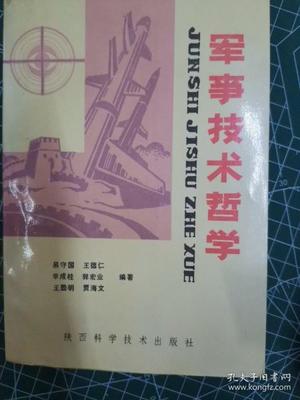 军事技术哲学
JUNSHI JISHU ZHE XUE
易守国 王德仁
辛成柱 郭宏业 编著
王勤明 贾海文
陕西科学技术出版社
孔夫子旧书网